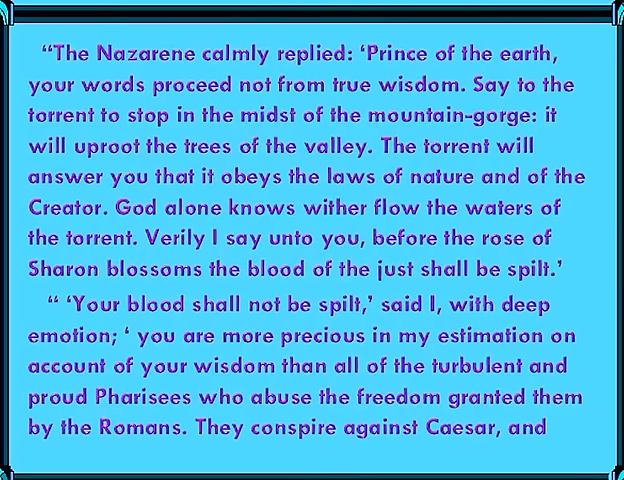 “The Nazarene calmly replied: ‘Prince of the earth,
your words proceed not from true wisdom. Say to the
torrent to stop in the midst of the mountain-gorge: it
will uproot the trees of the valley. The torrent will
answer you that it obeys the laws of nature and of the
Creator. God alone knows wither flow the waters of
the torrent. Verily I say unto you, before the rose of
Sharon blossoms the blood of the just shall be spilt.’
“ ‘Your blood shall not be spilt,’ said I, with deep
emotion; ‘ you are more precious in my estimation on
account of your wisdom than all of the turbulent and
proud Pharisees who abuse the freedom granted them
by the Romans. They conspire against Caesar, and